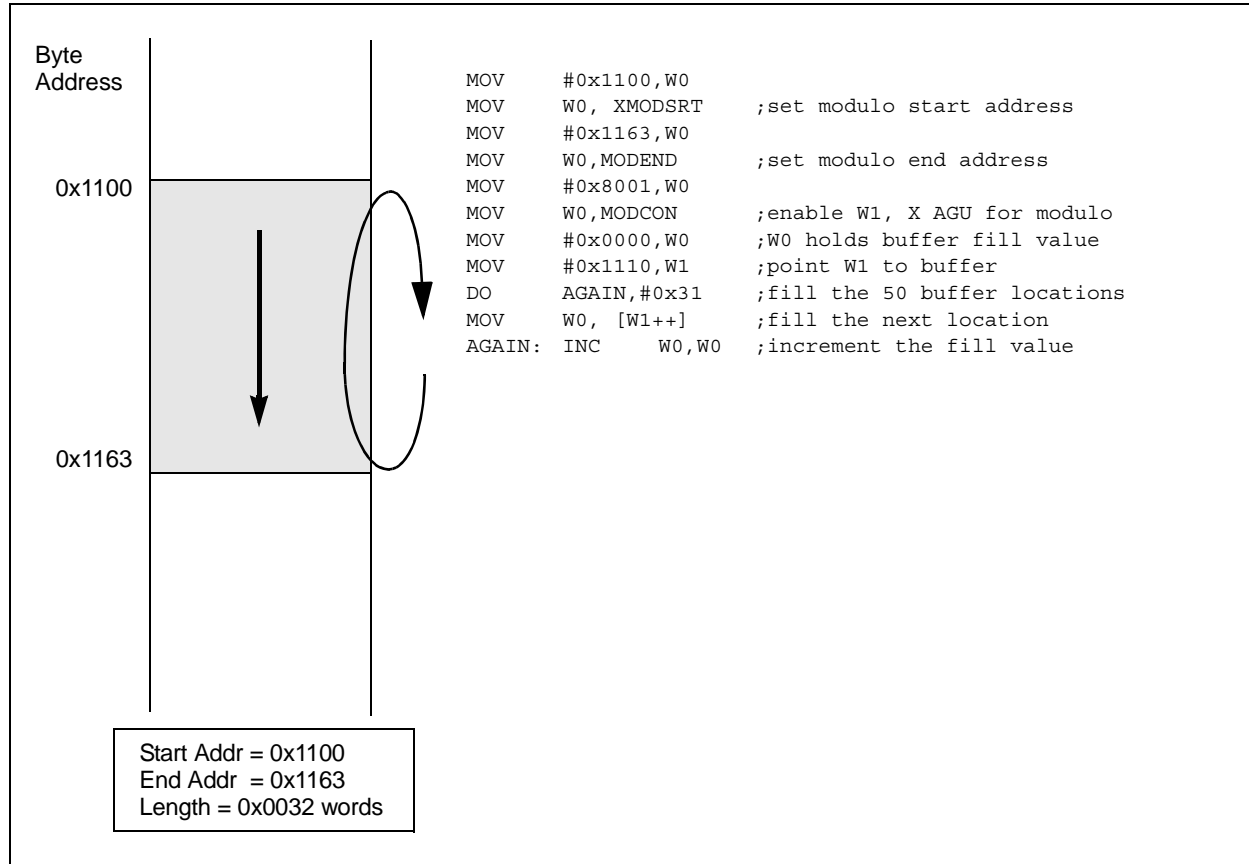 Byte
Address
0x1100
0x1163
MOV #0x1100,W0
MOV W0, XMODSRT ;set modulo start address
MOV #0x1163,W0
MOV W0,MODEND ;set modulo end address
MOV #0x8001,W0
MOV W0,MODCON ;enable W1, X AGU for modulo
MOV #0x0000,W0 ;W0 holds buffer fill value
MOV #0x1110,W1 ;point W1 to buffer
DO AGAIN,#0x31 ;fill the 50 buffer locations
MOV W0, [W1++] ;fill the next location
AGAIN: INC W0,W0 ;increment the fill value
Start Addr = 0x1100
End Addr = 0x1163
Length = 0x0032 words